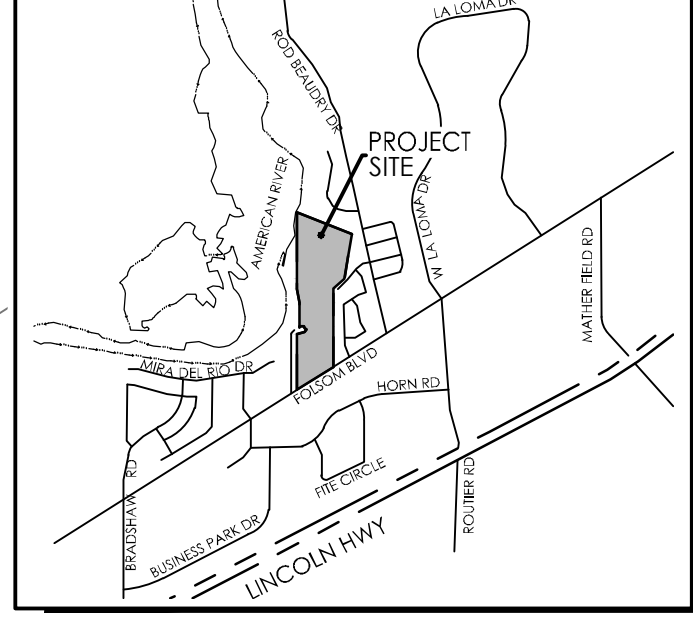 LA LOMA DR
ROD BEAUDRY DR
PROJECT
SITE
AMERICAN RIVER
W LA LOMA DR
MATHER FIELD RD
MIRA DEL RIO DR
FOLSOM BLVD
HORN RD
FITE CIRCLE
BRADSHAW RD
ROUTIER RD
BUSINESS PARK DR
LINCOLN HWY